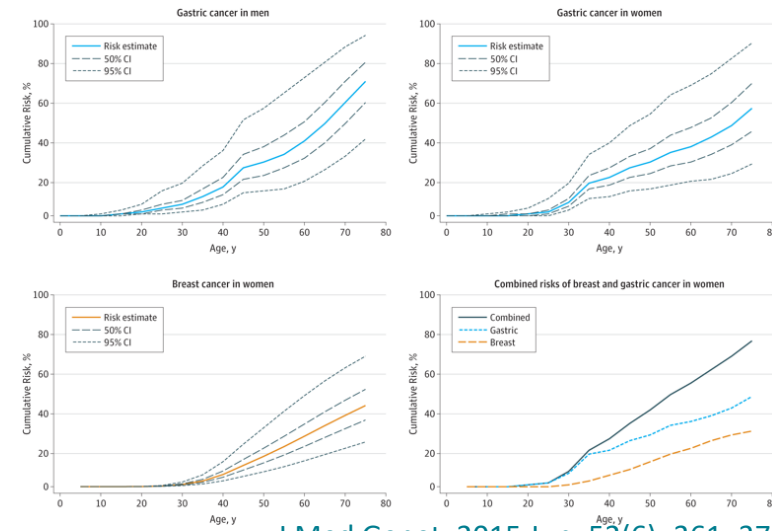 Gastric cancer in men
100
80
60
40
20
0
Cumulative Risk, %
Risk estimate
50% CI
95% CI
0 10 20 30 40 50 60 70 80
Age, y
Gastric cancer in women
100
80
60
40
20
0
Cumulative Risk, %
Risk estimate
50% CI
95% CI
0 10 20 30 40 50 60 70
Age, y
Breast cancer in women
100
80
60
40
20
0
Cumulative Risk, %
Risk estimate
50% CI
95% CI
0 10 20 30 40 50 60 70 80
Age, y
Combined risks of breast and gastric cancer in women
100
80
60
40
20
0
Cumulative Risk, %
Combined
Gastric
Breast
0 10 20 30 40 50 60 70
Age, y